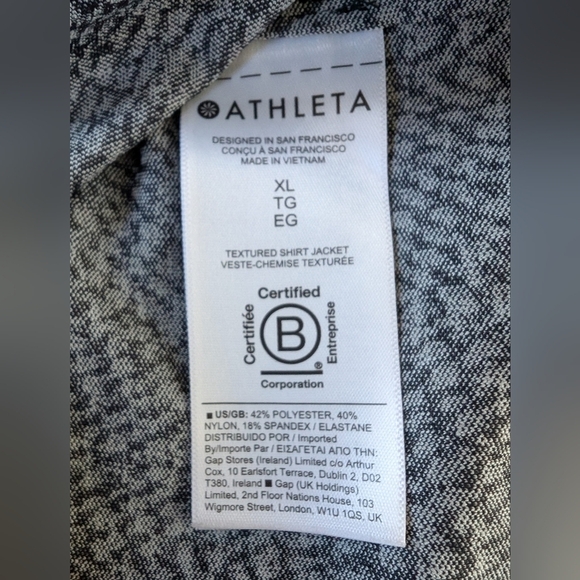 ATHLETA
DESIGNED IN SAN FRANCISCO
CONÇU À SAN FRANCISCO
MADE IN VIETNAM
XL
TG
EG
TEXTURED SHIRT JACKET
VESTE-CHEMISE TEXTURÉE
Certified
Certifiée
B
Entreprise
®
Corporation
■ US/GB: 42% POLYESTER, 40%
NYLON, 18% SPANDEX / ELASTANE
DISTRIBUIDO POR / Imported
By/Importe Par / ΕΙΣΑΓΕΤΑΙ ΑΠΟ ΤΗΝ:
Gap Stores (Ireland) Limited c/o Arthur
Cox, 10 Earlsfort Terrace, Dublin 2, D02
T380, Ireland ■ Gap (UK Holdings)
Limited, 2nd Floor Nations House, 103
Wigmore Street, London, W1U 1QS, UK